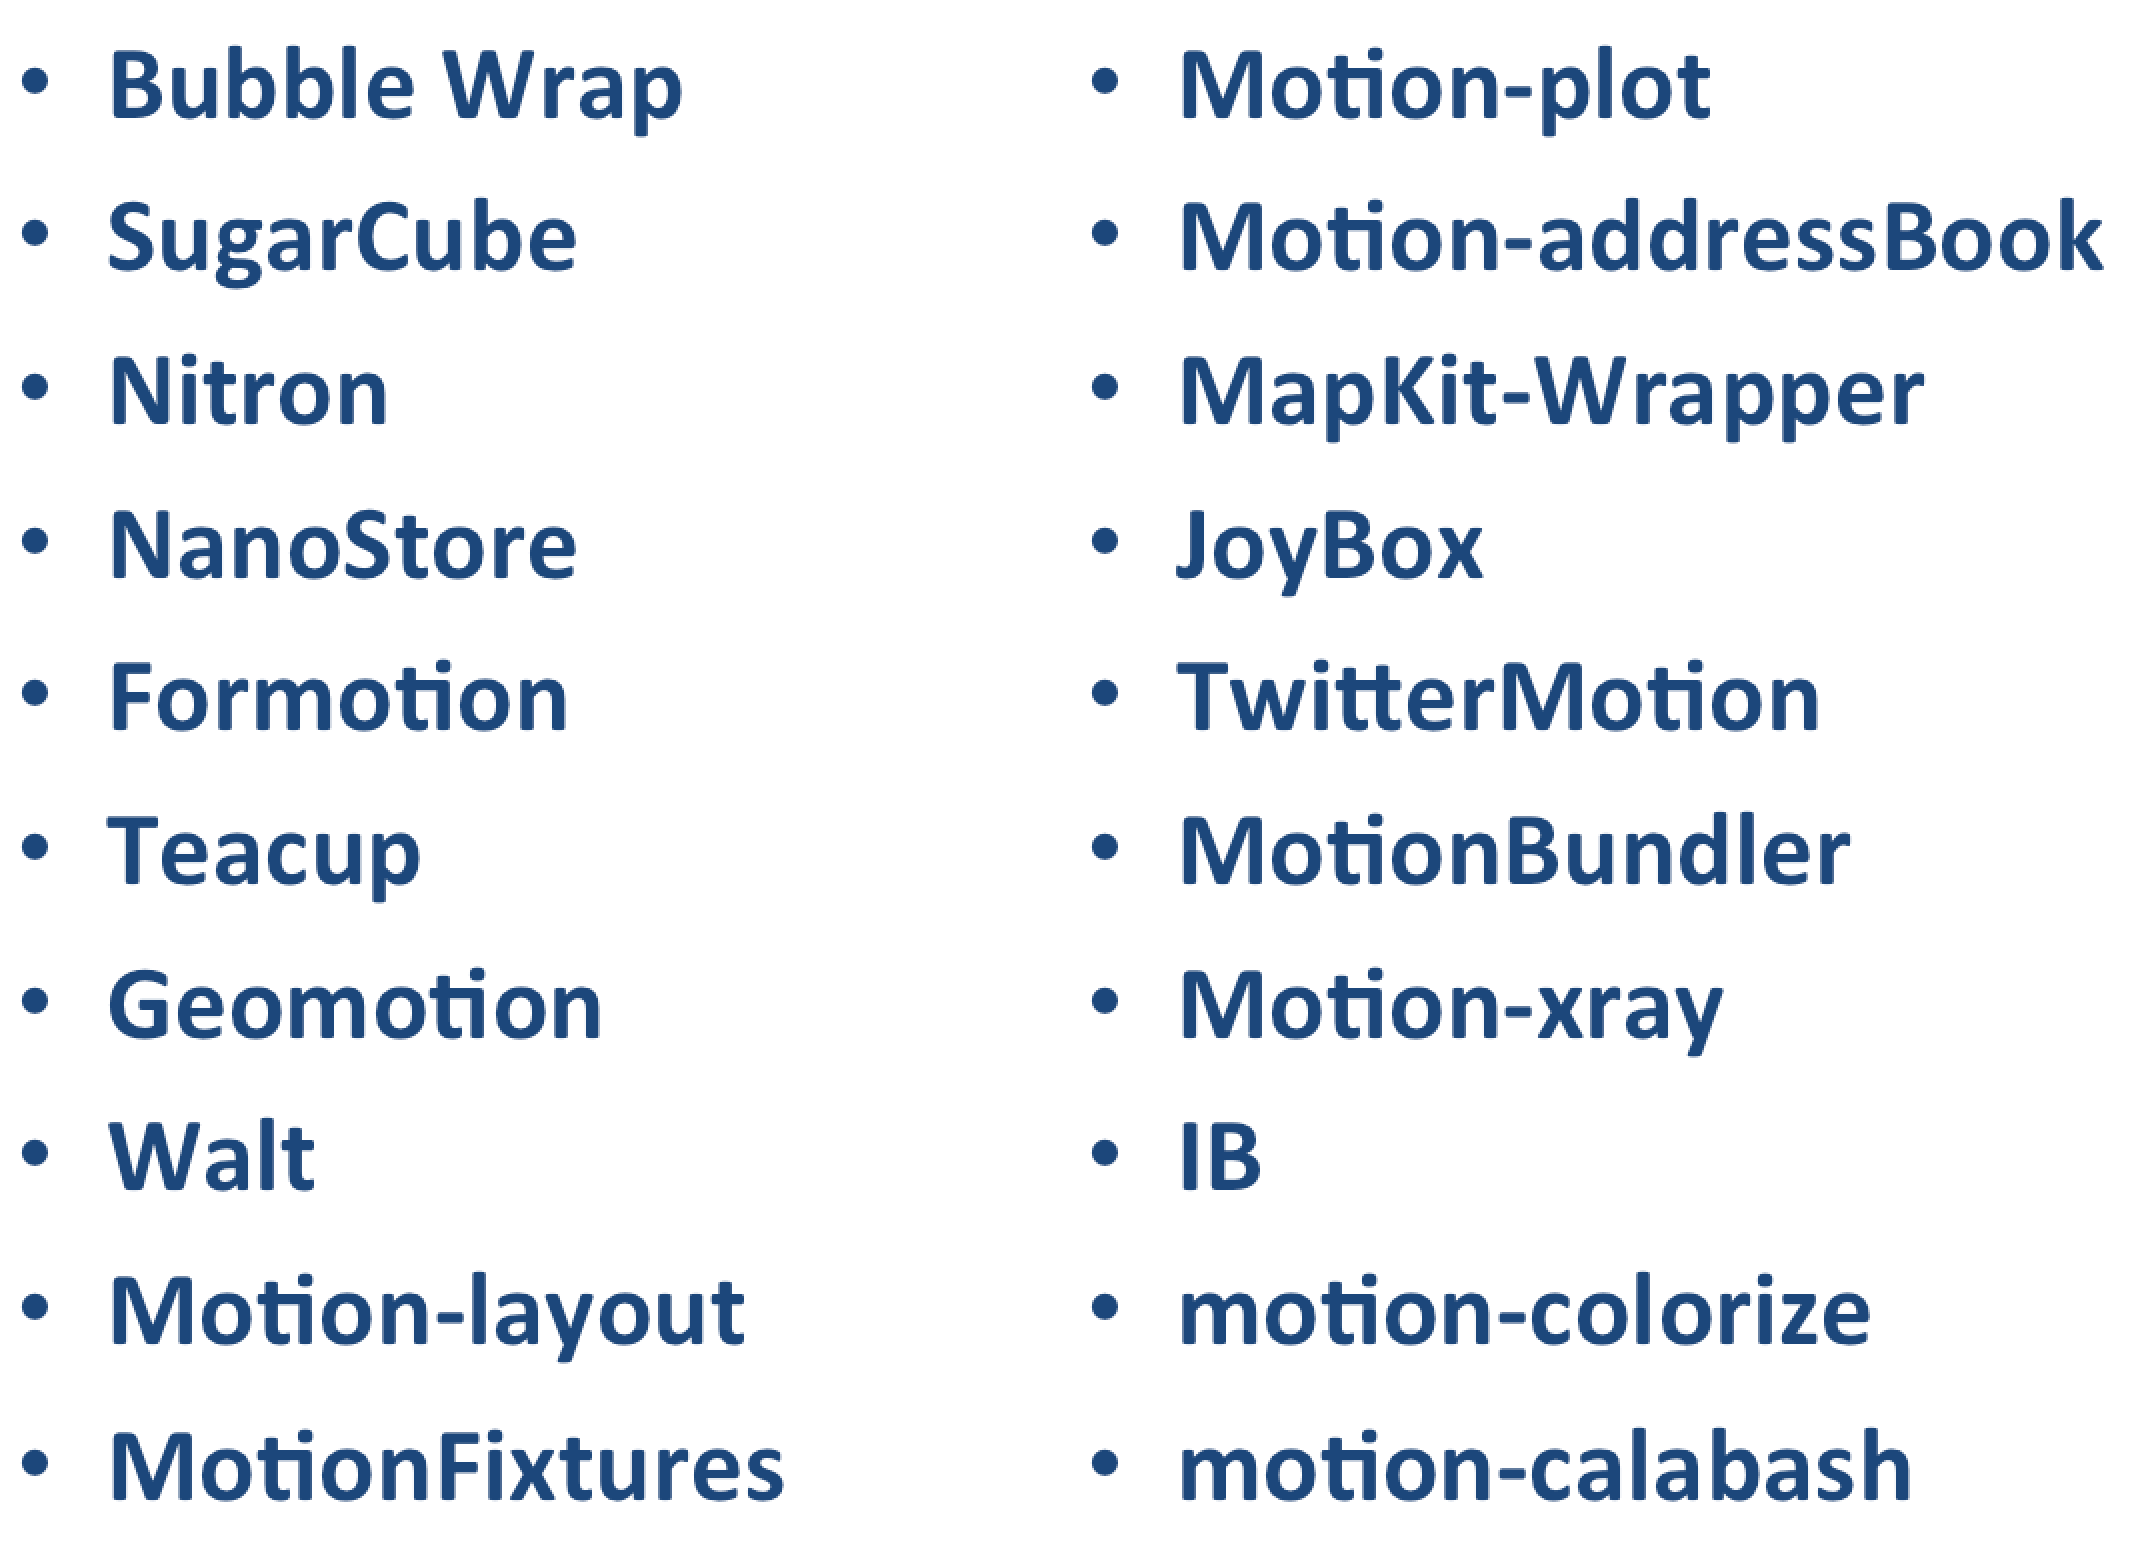 • Bubble Wrap
• SugarCube
• Nitron
• NanoStore
• Formotion
• Teacup
• Geomotion
• Walt
• Motion-layout
• MotionFixtures
• Motion-plot
• Motion-addressBook
• MapKit-Wrapper
• JoyBox
• TwitterMotion
• MotionBundler
• Motion-xray
• IB
• motion-colorize
• motion-calabash